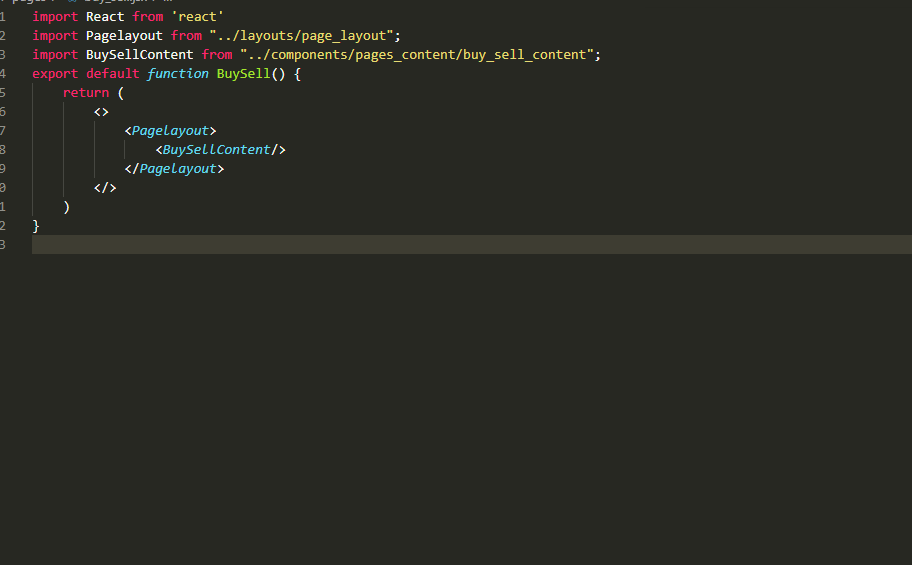 1 import React from 'react'
2 import Pagelayout from "../layouts/page_layout";
3 import BuySellContent from "../components/pages_content/buy_sell_content";
4 export default function BuySell() {
5     return (
6         <>
7             <Pagelayout>
8                 <BuySellContent/>
9             </Pagelayout>
0         </>
1     )
2 }
3